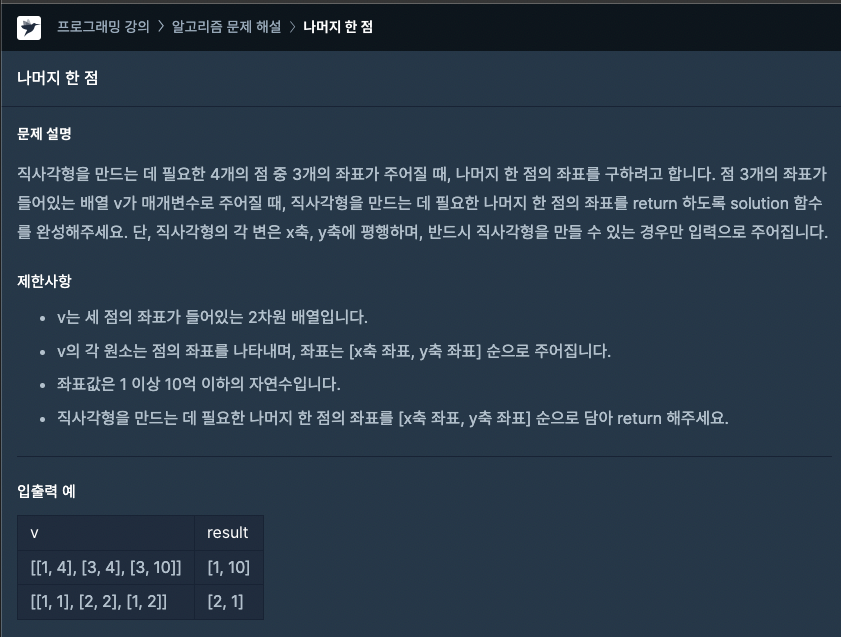 프로그래밍 강의 > 알고리즘 문제 해설 > 나머지 한 점
나머지 한 점
문제 설명
직사각형을 만드는 데 필요한 4개의 점 중 3개의 좌표가 주어질 때, 나머지 한 점의 좌표를 구하려고 합니다. 점 3개의 좌표가
들어있는 배열 v가 매개변수로 주어질 때, 직사각형을 만드는 데 필요한 나머지 한 점의 좌표를 return 하도록 solution 함수
를 완성해주세요. 단, 직사각형의 각 변은 x축, y축에 평행하며, 반드시 직사각형을 만들 수 있는 경우만 입력으로 주어집니다.
제한사항
• v는 세 점의 좌표가 들어있는 2차원 배열입니다.
• v의 각 원소는 점의 좌표를 나타내며, 좌표는 [x축 좌표, y축 좌표] 순으로 주어집니다.
• 좌표값은 1 이상 10억 이하의 자연수입니다.
• 직사각형을 만드는 데 필요한 나머지 한 점의 좌표를 [x축 좌표, y축 좌표] 순으로 담아 return 해주세요.
입출력 예
v result
[[1, 4], [3, 4], [3, 10]] [1, 10]
[[1, 1], [2, 2], [1, 2]] [2, 1]